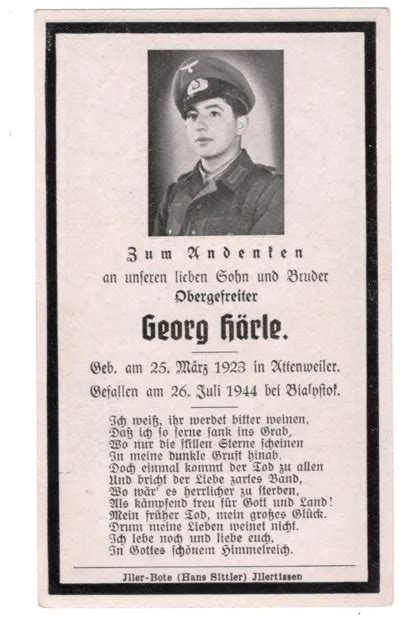 Zum Andenken
an unseren lieben Sohn und Bruder
Obergefreiter
Georg Härle.
Geb. am 25. März 1923 in Attenweiler.
Gefallen am 26. Juli 1944 bei Bialystok.
Ich weiß, ihr werdet bitter weinen,
Daß ich so ferne sank ins Grab,
Wo nur die stillen Sterne scheinen
In meine dunkle Gruft hinab.
Doch einmal kommt der Tod zu allen
Und bricht der Liebe zartes Band,
Wo wär' es herrlicher zu sterben,
Als kämpfend treu für Gott und Land!
Mein früher Tod, mein großes Glück.
Drum meine Lieben weinet nicht.
Ich lebe noch und liebe euch,
In Gottes schönem Himmelreich.
Iller-Bote (Hans Sittler) Illertissen